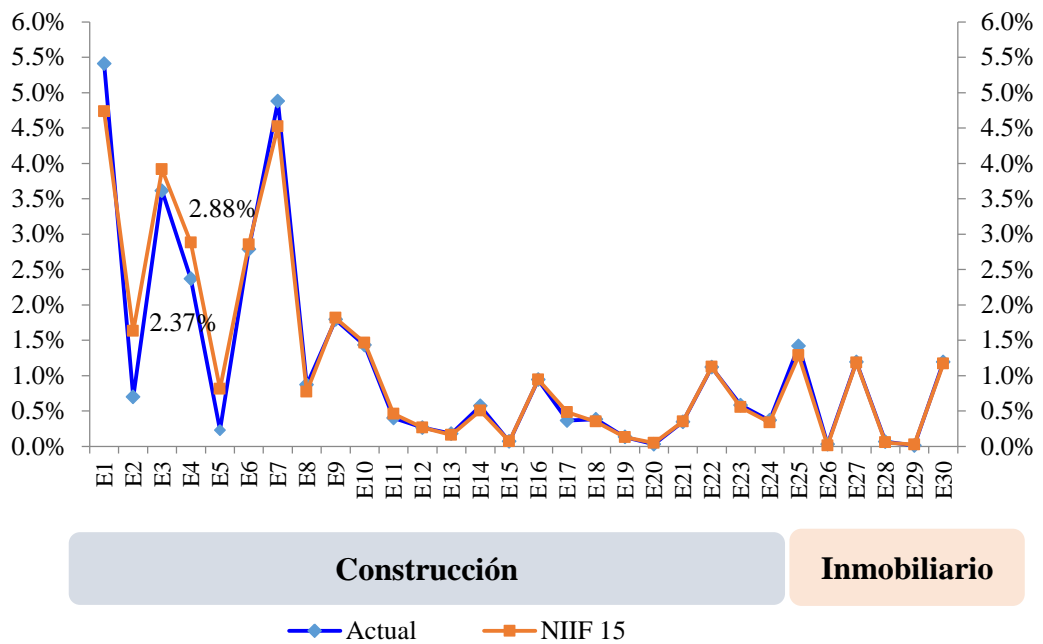 6.0%
5.5%
5.0%
4.5%
4.0%
3.5%
3.0%
2.5%
2.0%
1.5%
1.0%
0.5%
0.0%
6.0%
5.5%
5.0%
4.5%
4.0%
3.5%
3.0%
2.5%
2.0%
1.5%
1.0%
0.5%
0.0%
2.88%
2.37%
E1
E2
E3
E4
E5
E6
E7
E8
E9
E10
E11
E12
E13
E14
E15
E16
E17
E18
E19
E20
E21
E22
E23
E24
E25
E26
E27
E28
E29
E30
Construcción
Inmobiliario
Actual
NIIF 15